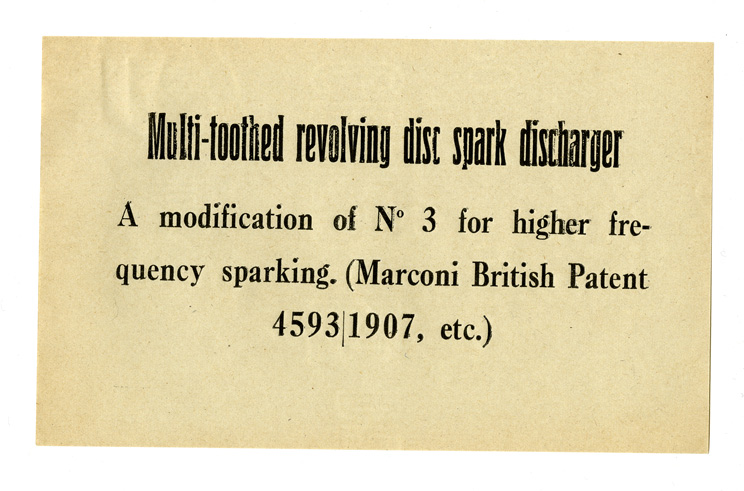 Multi-toothed revolving disc spark discharger
A modification of Nº 3 for higher fre-
quency sparking. (Marconi British Patent
4593|1907, etc.)